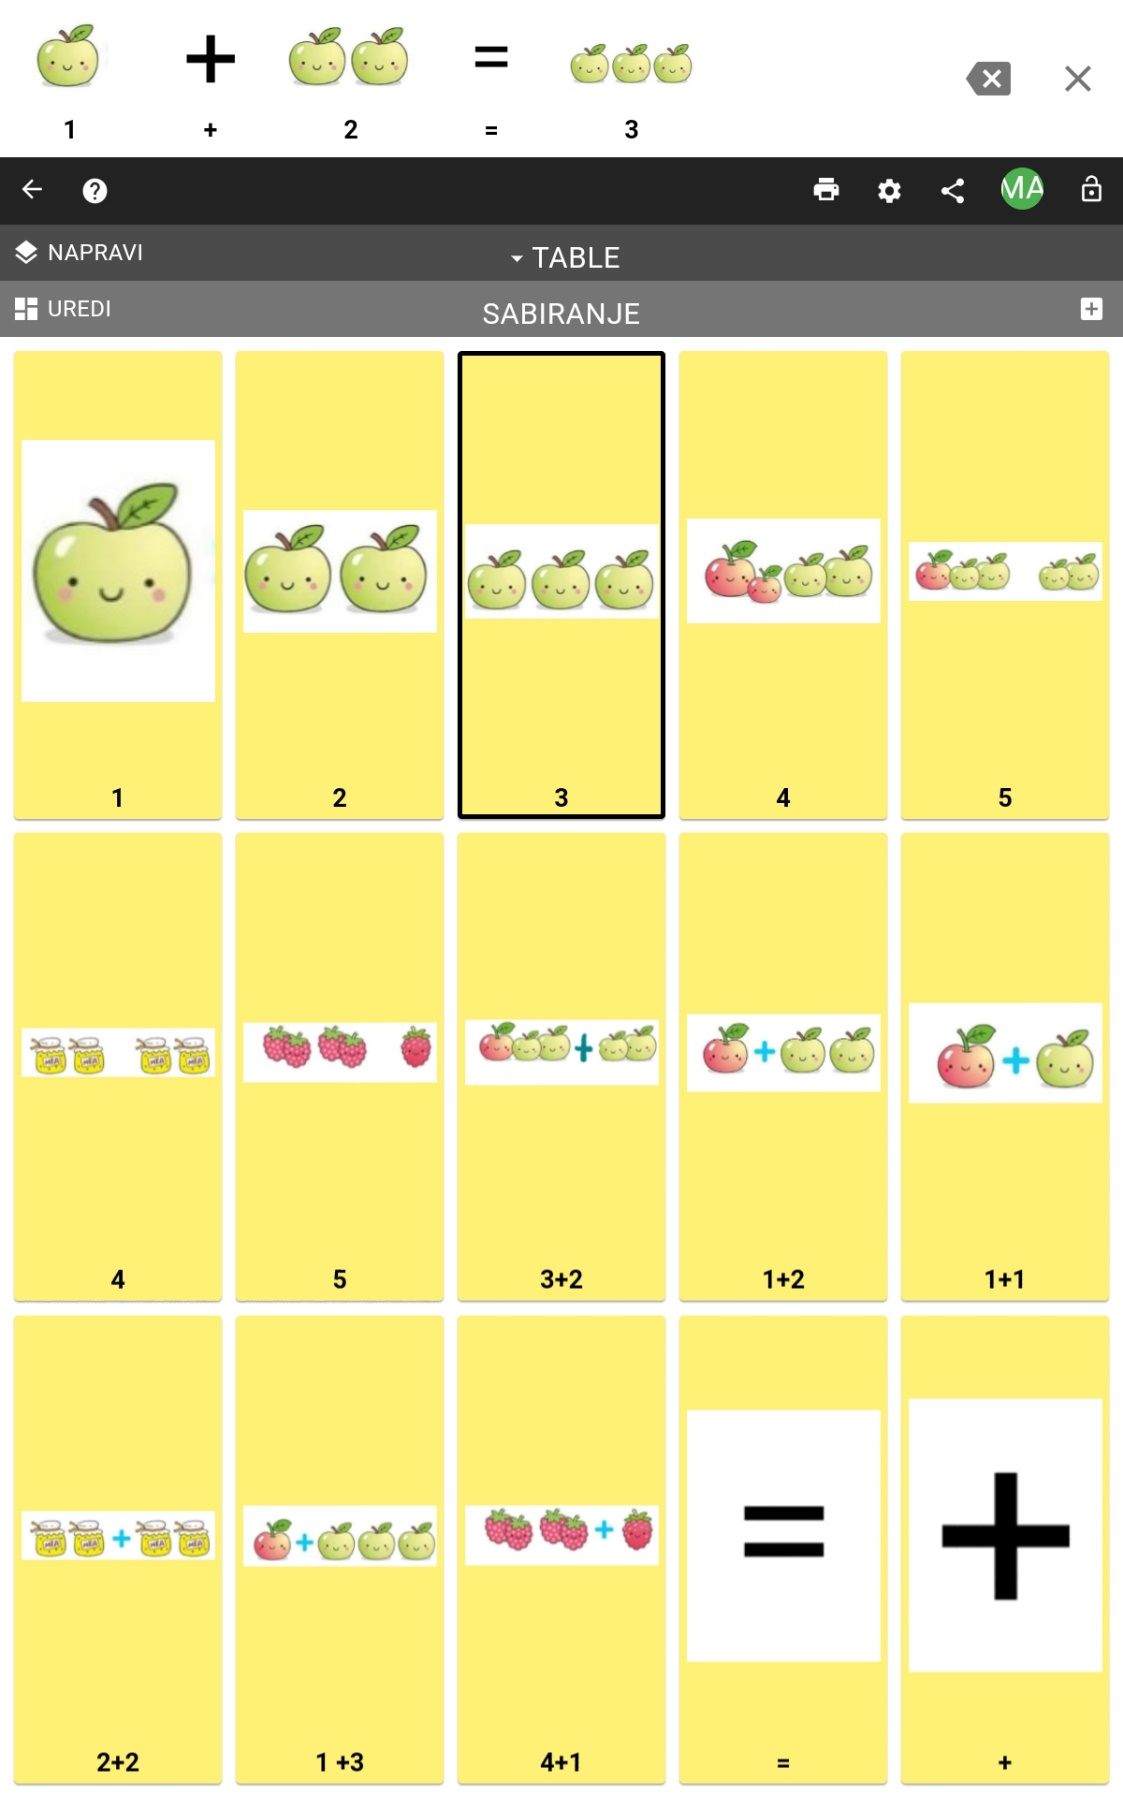 1 + 2 = 3
MA
NAPRAVI
TABLE
UREDI
SABIRANJE
1 2 3 4 5
4 5 3+2 1+2 1+1
2+2 1 +3 4+1 = +